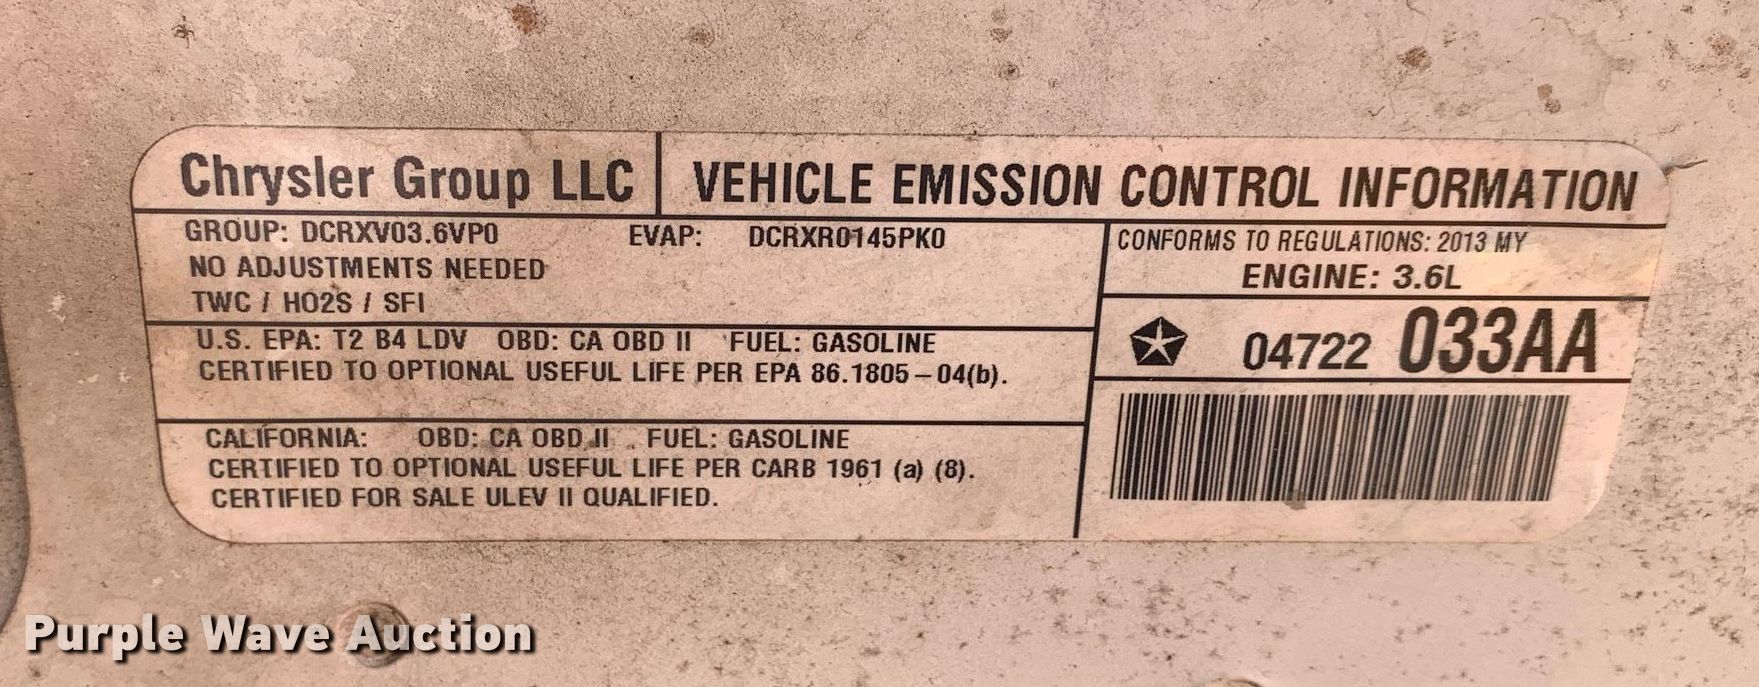 Chrysler Group LLC VEHICLE EMISSION CONTROL INFORMATION
GROUP: DCRXV03.6VP0 EVAP: DCRXR0145PK0
NO ADJUSTMENTS NEEDED
TWC / HO2S / SFI
CONFORMS TO REGULATIONS: 2013 MY
ENGINE: 3.6L
U.S. EPA: T2 B4 LDV OBD: CA OBD II FUEL: GASOLINE
CERTIFIED TO OPTIONAL USEFUL LIFE PER EPA 86.1805-04(b).
04722 033AA
CALIFORNIA: OBD: CA OBD II FUEL: GASOLINE
CERTIFIED TO OPTIONAL USEFUL LIFE PER CARB 1961 (a) (8).
CERTIFIED FOR SALE ULEV II QUALIFIED.
Purple Wave Auction